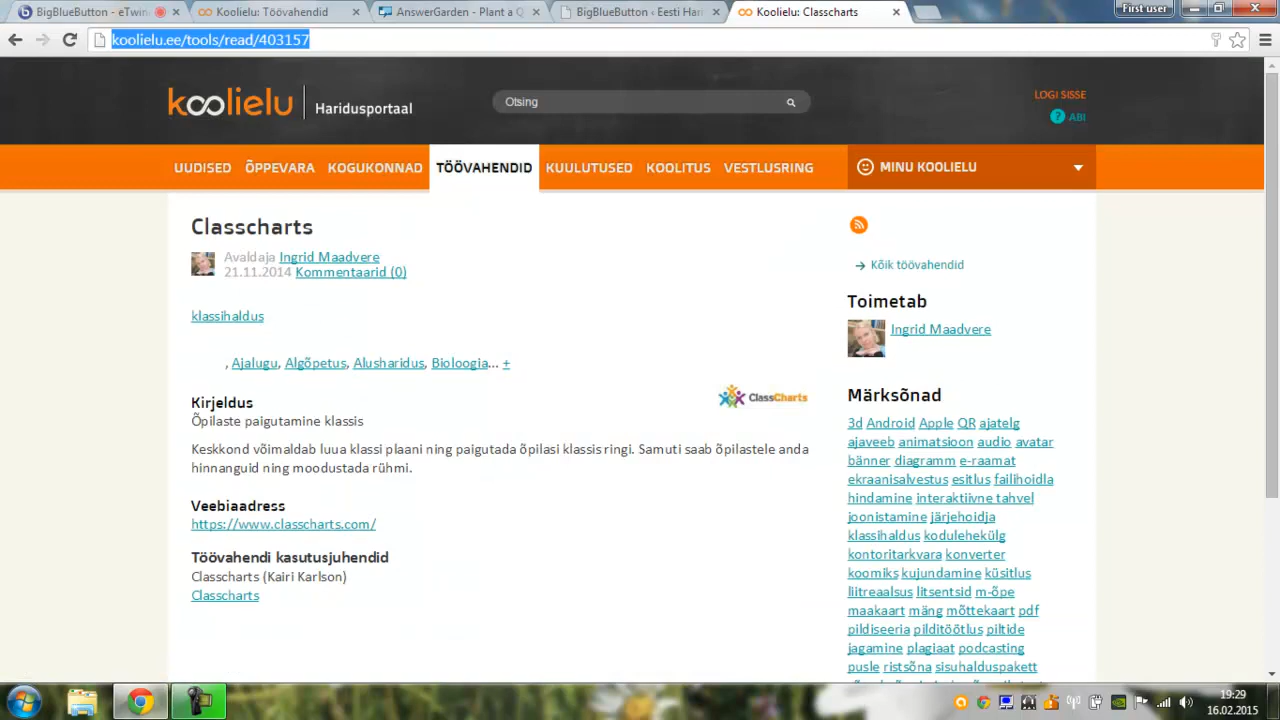 BigBlueButton - eTwin
Koolielu: Töövahendid
AnswerGarden - Plant a Q
BigBlueButton ‹ Eesti Hari
Koolielu: Classcharts
First user
koolielu.ee/tools/read/403157
koolielu Haridusportaal
Otsing
LOGI SISSE
? ABI
UUDISED ÕPPEVARA KOGUKONNAD TÖÖVAHENDID KUULUTUSED KOOLITUS VESTLUSRING MINU KOOLIELU
Classcharts
Avaldaja Ingrid Maadvere
21.11.2014 Kommentaarid (0)
klassihaldus
, Ajalugu, Algõpetus, Alusharidus, Bioloogia... +
Kirjeldus
ClassCharts
Õpilaste paigutamine klassis
Keskkond võimaldab luua klassi plaani ning paigutada õpilasi klassis ringi. Samuti saab õpilastele anda
hinnanguid ning moodustada rühmi.
Veebiaadress
https://www.classcharts.com/
Töövahendi kasutusjuhendid
Classcharts (Kairi Karlson)
Classcharts
→ Kõik töövahendid
Toimetab
Ingrid Maadvere
Märksõnad
3d Android Apple QR ajatelg
ajaveeb animatsioon audio avatar
bänner diagramm e-raamat
ekraanisalvestus esitlus failihoidla
hindamine interaktiivne tahvel
joonistamine järjehoidja
klassihaldus kodulehekülg
kontoritarkvara konverter
koomiks kujundamine küsitlus
liitreaalsus litsentsid m-õpe
maakaart mäng mõttekaart pdf
pildiseeria pilditöötlus piltide
jagamine plagiaat podcasting
pusle ristsõna sisuhalduspakett
19:29
16.02.2015